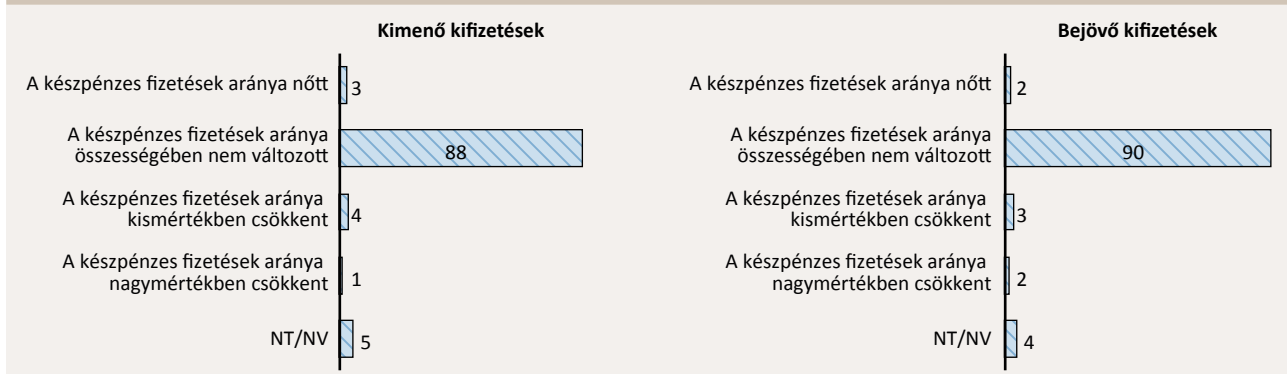 Kimenő kifizetések
A készpénzes fizetések aránya nőtt
3
A készpénzes fizetések aránya
összességében nem változott
88
A készpénzes fizetések aránya
kismértékben csökkent
4
A készpénzes fizetések aránya
nagymértékben csökkent
1
NT/NV
5
Bejövő kifizetések
A készpénzes fizetések aránya nőtt
2
A készpénzes fizetések aránya
összességében nem változott
90
A készpénzes fizetések aránya
kismértékben csökkent
3
A készpénzes fizetések aránya
nagymértékben csökkent
2
NT/NV
4